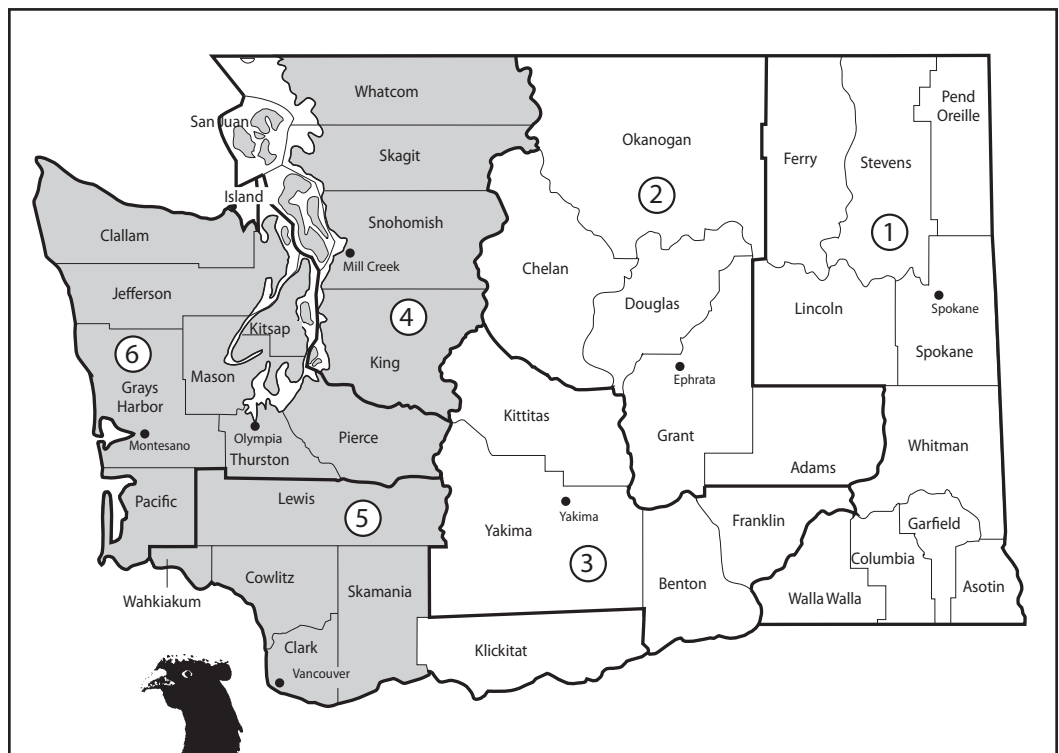 Whatcom
San Juan
Skagit
Island
Snohomish
Mill Creek
Clallam
Jefferson
Kitsap
4
King
6
Mason
Grays
Harbor
Montesano
Olympia
Thurston
Pierce
Pacific
Lewis
5
Wahkiakum
Cowlitz
Skamania
Clark
Vancouver
Okanogan
2
Chelan
Douglas
Ephrata
Grant
Adams
Kittitas
Yakima
Yakima
3
Benton
Franklin
Klickitat
Ferry
Stevens
Pend
Oreille
1
Lincoln
Spokane
Spokane
Whitman
Garfield
Columbia
Walla Walla
Asotin